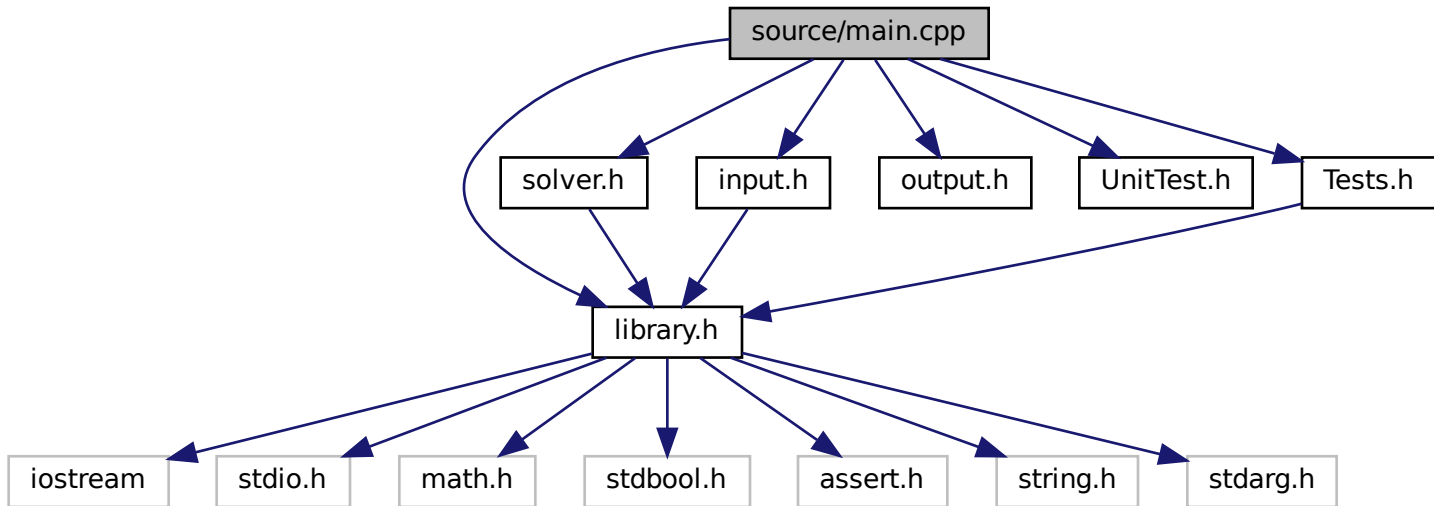 source/main.cpp
solver.h
input.h
output.h
UnitTest.h
Tests.h
library.h
iostream
stdio.h
math.h
stdbool.h
assert.h
string.h
stdarg.h